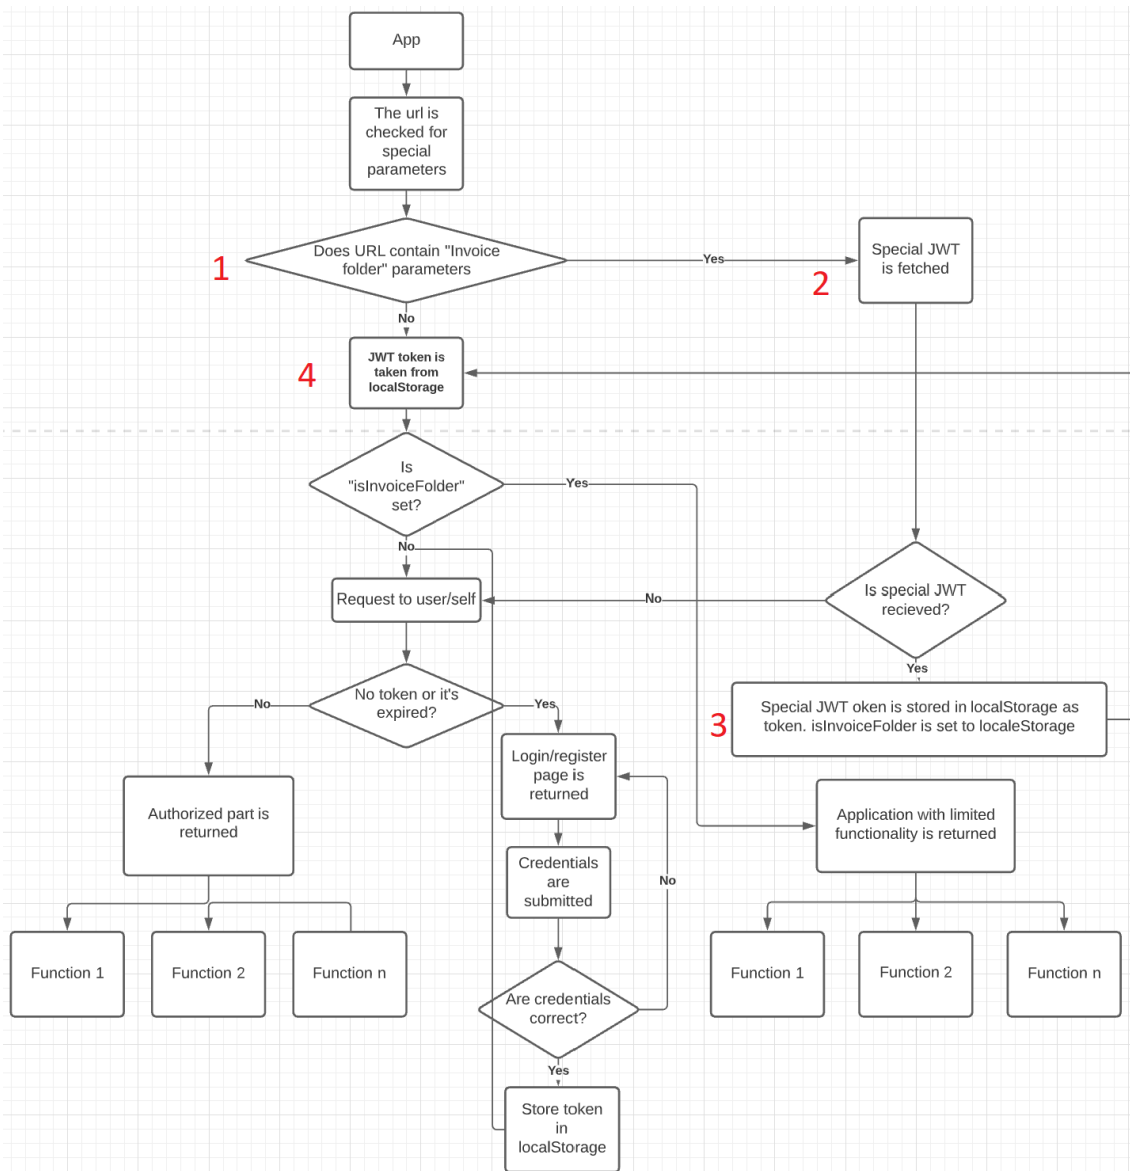 App
The url is
checked for
special
parameters
Does URL contain "Invoice
folder" parameters
1
Yes
Special JWT
is fetched
2
No
JWT token is
taken from
localStorage
4
Is
"isInvoiceFolder"
set?
Yes
No
Request to user/self
No
Is special JWT
recieved?
Yes
No token or it's
expired?
No
Yes
3
Special JWT oken is stored in localStorage as
token. isInvoiceFolder is set to localeStorage
Login/register
page is
returned
Authorized part is
returned
Application with limited
functionality is returned
Credentials
are
submitted
No
Function 1
Function 2
Function n
Function 1
Function 2
Function n
Are credentials
correct?
Yes
Store token
in
localStorage